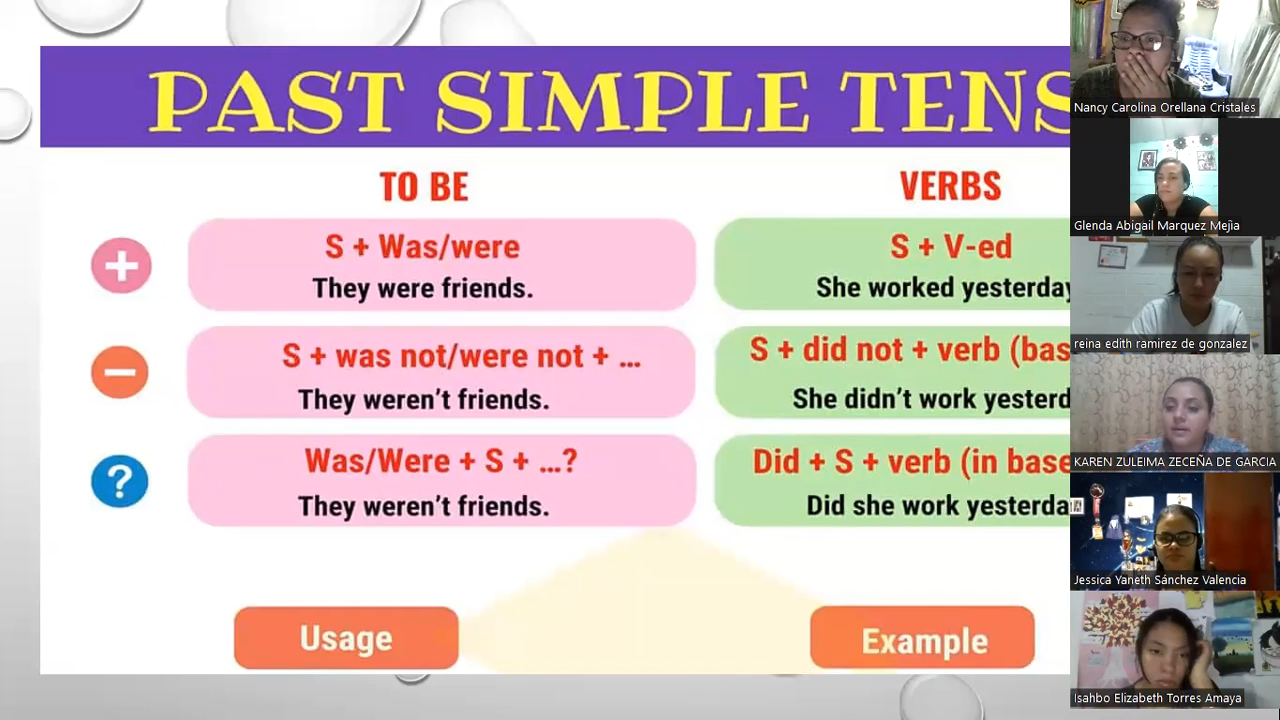 PAST SIMPLE TENS
TO BE
VERBS
S + Was/were
They were friends.
S + V-ed
She worked yesterday
S + was not/were not + ...
They weren't friends.
S + did not + verb (bas
She didn't work yesterd
Was/Were + S + ...?
They weren't friends.
Did + S + verb (in base
Did she work yesterda
Usage
Example
Nancy Carolina Orellana Cristales
Glenda Abigail Marquez Mejìa
reina edith ramirez de gonzalez
KAREN ZULEIMA ZECEÑA DE GARCIA
Jessica Yaneth Sánchez Valencia
Isahbo Elizabeth Torres Amaya